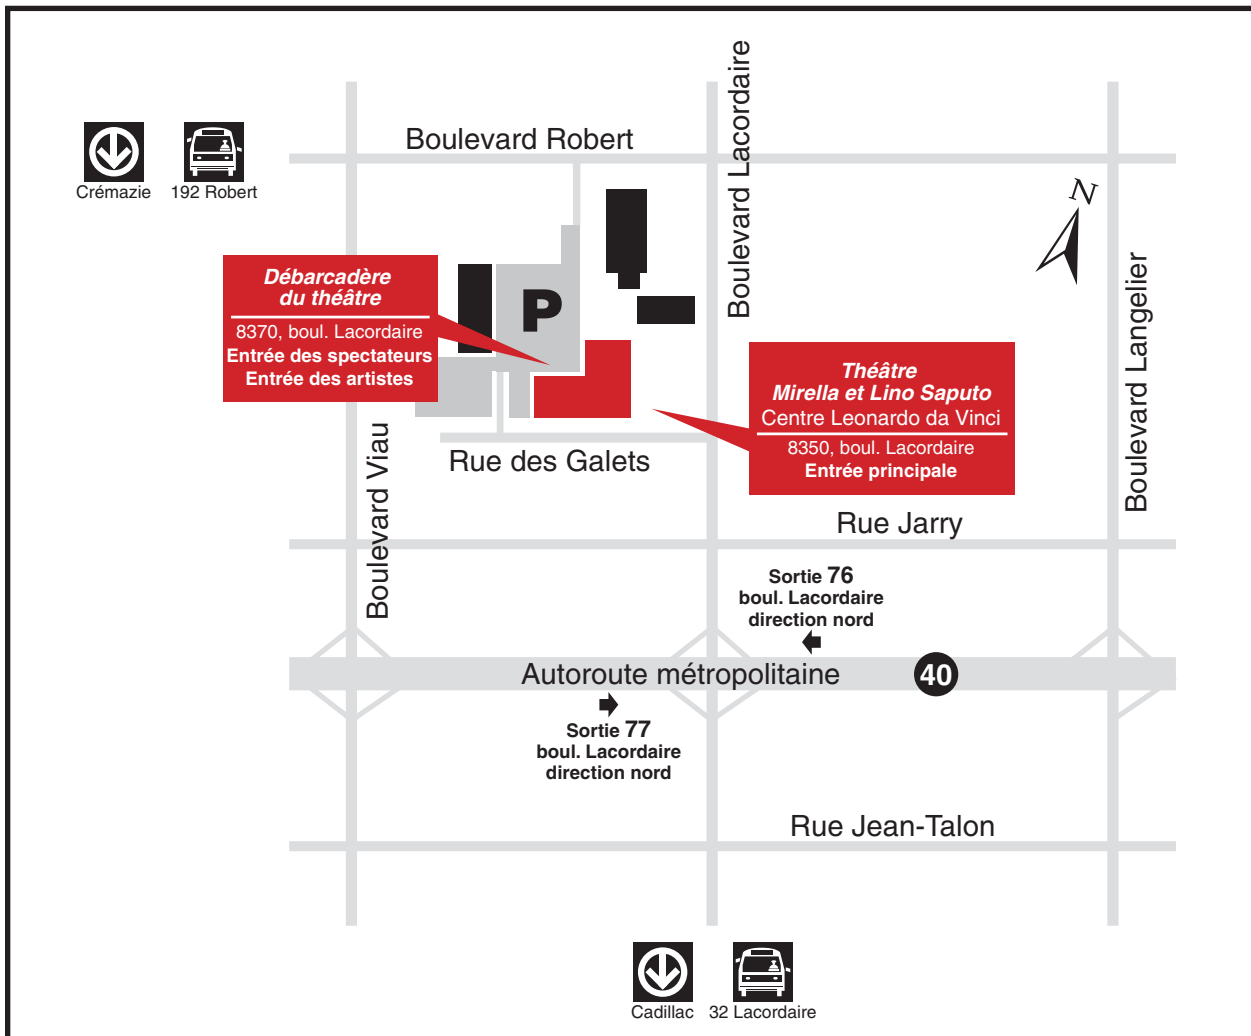 Boulevard Robert
Boulevard Lacordaire
Crémazie
192 Robert
N
Débarcadère
du théâtre
8370, boul. Lacordaire
Entrée des spectateurs
Entrée des artistes
P
Boulevard Langelier
Théâtre
Mirella et Lino Saputo
Centre Leonardo da Vinci
8350, boul. Lacordaire
Entrée principale
Boulevard Viau
Rue des Galets
Rue Jarry
Sortie 76
boul. Lacordaire
direction nord
Autoroute métropolitaine
40
Sortie 77
boul. Lacordaire
direction nord
Rue Jean-Talon
Cadillac
32 Lacordaire